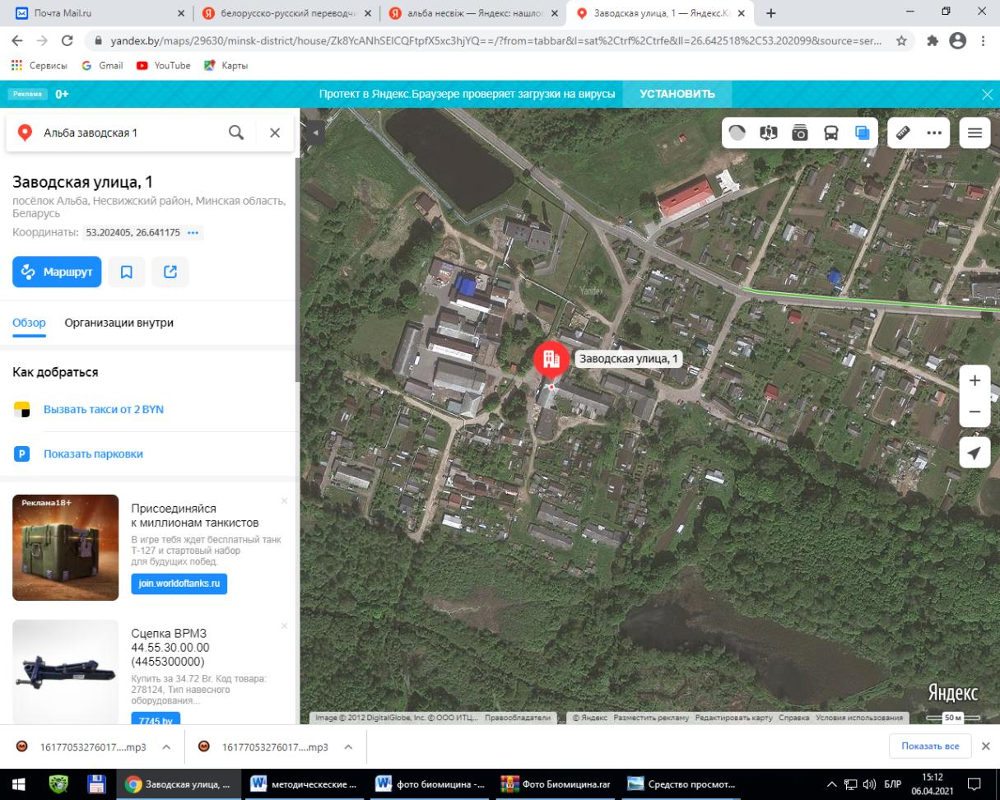 Почта Mail.ru
белорусско-русский переводчи
альба несвіж — Яндекс: нашлос
Заводская улица, 1 — Яндекс.Ка
yandex.by/maps/29630/minsk-district/house/Zk8YcANhSEICQFtpfX5xc3hjYQ==/?from=tabbar&l=sat%2Ctrf%2Ctrfe&ll=26.642518%2C53.202099&source=ser...
Сервисы
Gmail
YouTube
Карты
Реклама
0+
Протект в Яндекс.Браузере проверяет загрузки на вирусы
УСТАНОВИТЬ
Альба заводская 1
Заводская улица, 1
посёлок Альба, Несвижский район, Минская область,
Беларусь
Координаты: 53.202405, 26.641175
Маршрут
Обзор
Организации внутри
Как добраться
Вызвать такси от 2 BYN
P
Показать парковки
Реклама18+
Присоединяйся
к миллионам танкистов
В игре тебя ждет бесплатный танк
Т-127 и стартовый набор
для будущих побед.
join.worldoftanks.ru
Сцепка ВРМЗ
44.55.30.00.00
(4455300000)
Купить за 34.72 Br. Код товара:
278124, Тип навесного
оборудования...
7745.by
Yandex
Заводская улица, 1
Яндекс
Image © 2012 DigitalGlobe, Inc. © ООО ИТЦ... Правообладатели
© Яндекс Разместить рекламу Редактировать карту Справка Условия использования
50 м
16177053276017....mp3
16177053276017....mp3
Показать все
Заводская улица, ...
методическеские ...
фото биомицина -...
Фото Биомицина.rar
Средство просмот...
БЛР
15:12
06.04.2021